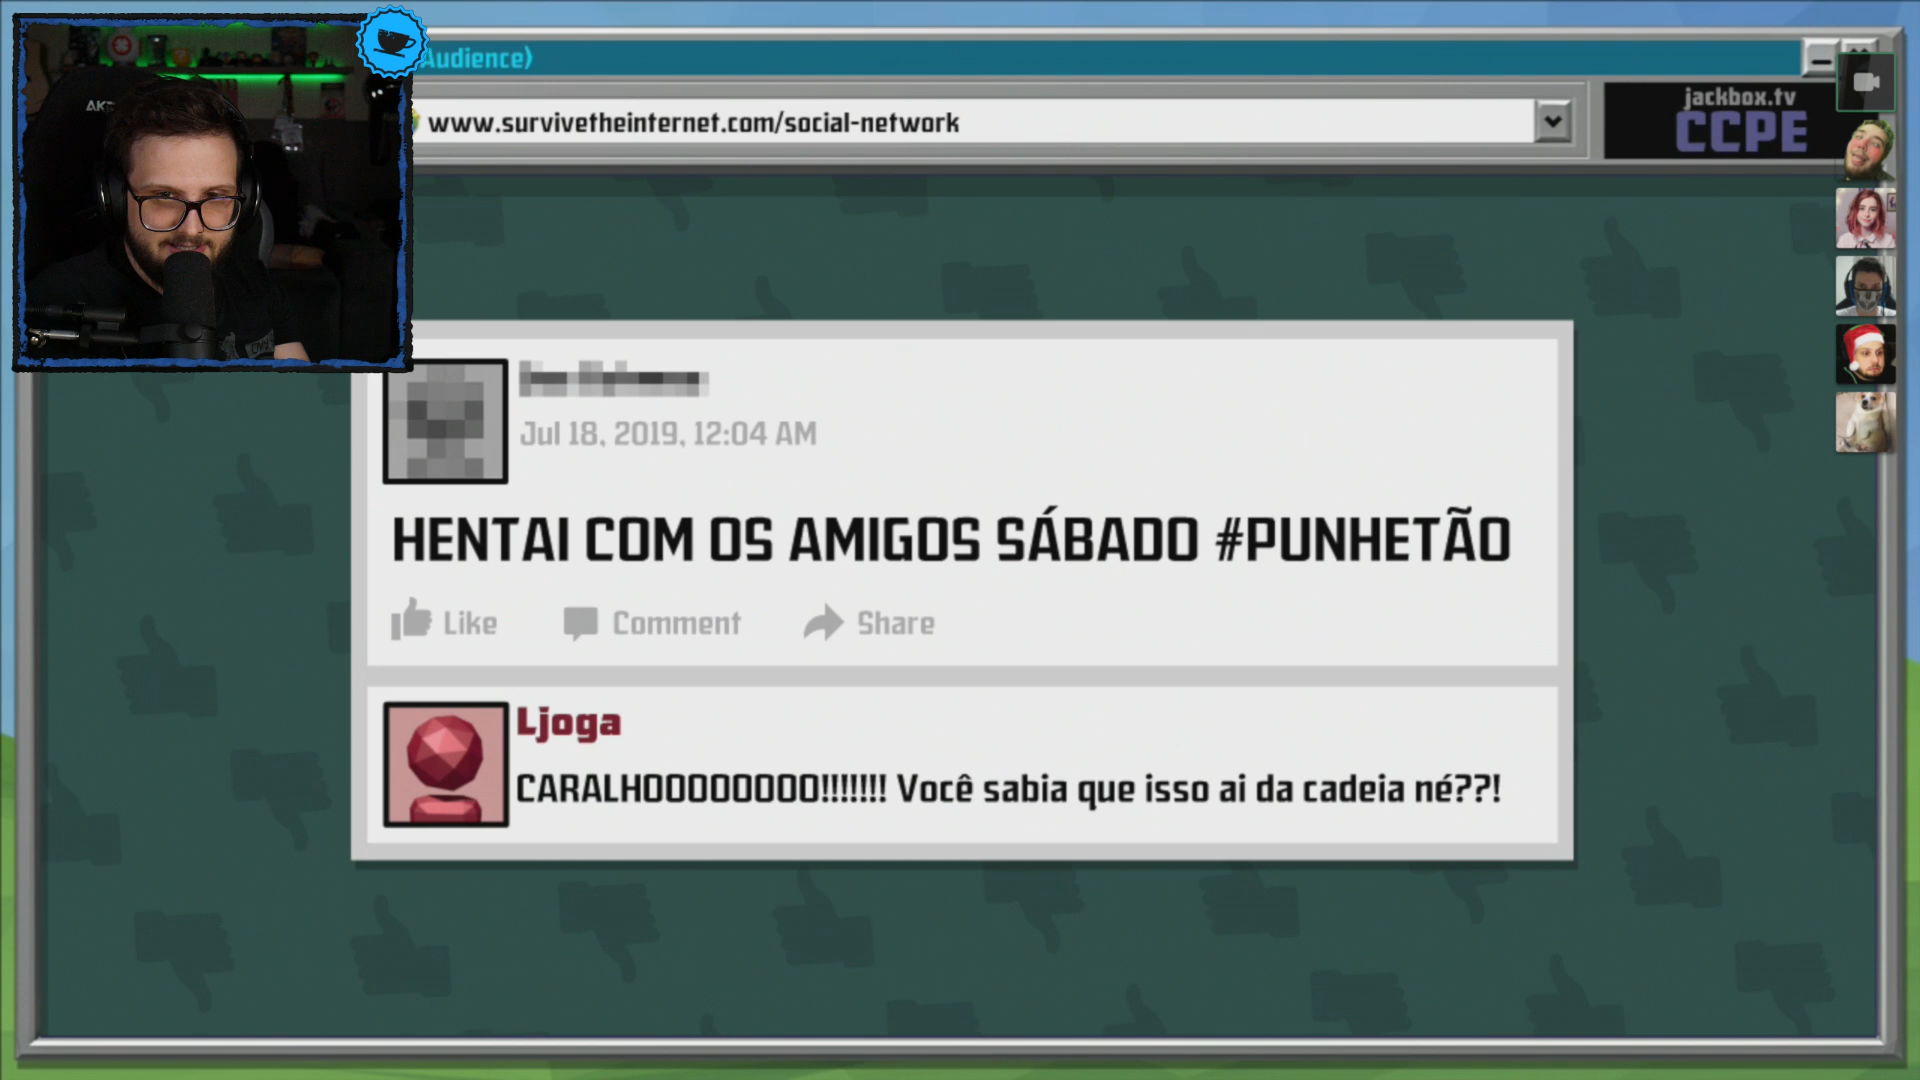 Audience)
www.survivetheinternet.com/social-network
jackbox.tv
CCPE
Jul 18, 2019, 12:04 AM
HENTAI COM OS AMIGOS SÁBADO #PUNHETÃO
Like Comment Share
Ljoga
CARALHOOOOOOOO!!!!!!! Você sabia que isso ai da cadeia né??!